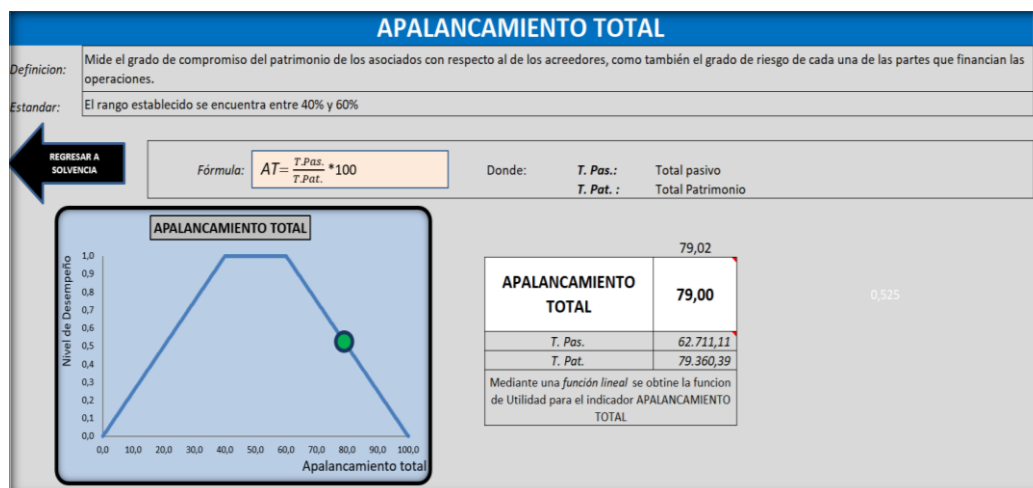 APALANCAMIENTO TOTAL
Definicion:
Mide el grado de compromiso del patrimonio de los asociados con respecto al de los acreedores, como también el grado de riesgo de cada una de las partes que financian las
operaciones.
Estandar:
El rango establecido se encuentra entre 40% y 60%
REGRESAR A
SOLVENCIA
Fórmula: AT= T.Pas. / T.Pat. *100
Donde: T. Pas.: Total pasivo
T. Pat. : Total Patrimonio
APALANCAMIENTO TOTAL
Nivel de Desempeño
1,0
0,9
0,8
0,7
0,6
0,5
0,4
0,3
0,2
0,1
0,0
0,0 10,0 20,0 30,0 40,0 50,0 60,0 70,0 80,0 90,0 100,0
Apalancamiento total
79,02
APALANCAMIENTO
TOTAL
79,00
0,525
T. Pas. 62.711,11
T. Pat. 79.360,39
Mediante una función lineal se obtine la funcion
de Utilidad para el indicador APALANCAMIENTO
TOTAL